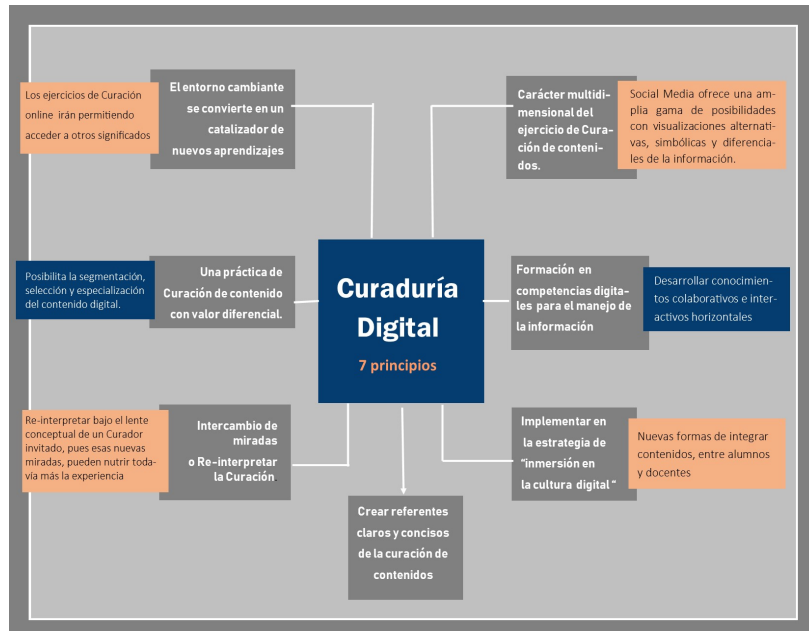 Los ejercicios de Curación
online irán permitiendo
acceder a otros significados
El entorno cambiante
se convierte en un
catalizador de
nuevos aprendizajes
Carácter multidi-
mensional del
ejercicio de Cura-
ción de conteni-
dos.
Social Media ofrece una am-
plia gama de posibilidades
con visualizaciones alternati-
vas, simbólicas y diferencia-
les de la información.
Posibilita la segmentación,
selección y especialización
del contenido digital.
Una práctica de
Curación de contenido
con valor diferencial.
Curaduría
Digital
7 principios
Formación en
competencias digita-
les para el manejo de
la información
Desarrollar conocimien-
tos colaborativos e inter-
activos horizontales
Re-interpretar bajo el lente
conceptual de un Curador
invitado, pues esas nuevas
miradas, pueden nutrir toda-
vía más la experiencia
Intercambio de
miradas
o Re-interpretar
la Curación.
Implementar en
la estrategia de
"inmersión en
la cultura digital"
Nuevas formas de integrar
contenidos, entre alumnos
y docentes
Crear referentes
claros y concisos
de la curación de
contenidos